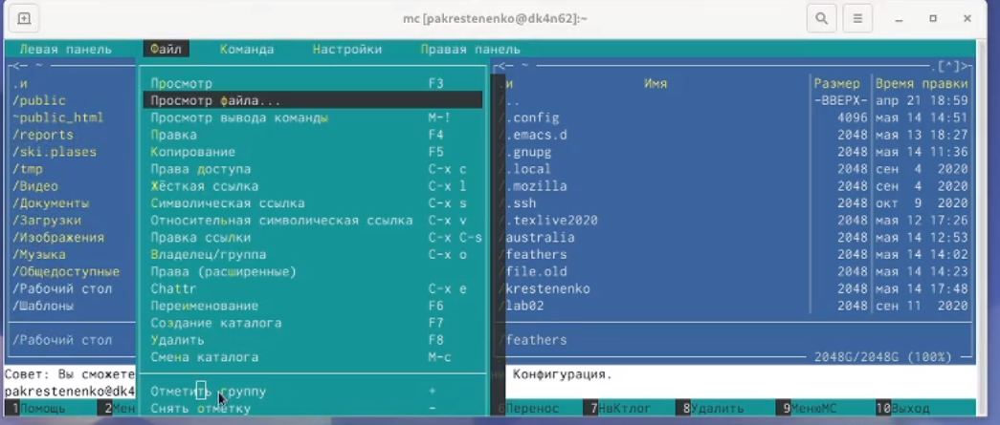 mc [pakrestenenko@dk4n62]:~
Левая панель Файл Команда Настройки Правая панель
<— ~
.и
/public
~public_html
/reports
/ski.plases
/tmp
/Видео
/Документы
/Загрузки
/Изображения
/Музыка
/Общедоступные
/Рабочий стол
/Шаблоны
/Рабочий стол
Просмотр F3
Просмотр файла...
Просмотр вывода команды M-!
Правка F4
Копирование F5
Права доступа C-x c
Жёсткая ссылка C-x l
Символическая ссылка C-x s
Относительная символическая ссылка C-x v
Правка ссылки C-x C-s
Владелец/группа C-x o
Права (расширенные)
Chattr C-x e
Переименование F6
Создание каталога F7
Удалить F8
Смена каталога M-c
Отметить группу +
Снять отметку -
<— ~ .[^]>
и Имя Размер Время правки
/.. -ВВЕРХ- апр 21 18:59
/.config 4096 мая 14 14:51
/.emacs.d 2048 мая 13 18:27
/.gnupg 2048 мая 14 11:36
/.local 2048 сен 4 2020
/.mozilla 2048 сен 4 2020
/.ssh 2048 окт 9 2020
/.texlive2020 2048 мая 12 17:26
/australia 2048 мая 14 12:53
/feathers 2048 мая 14 14:02
/file.old 2048 мая 14 14:23
/krestenenko 2048 мая 14 17:48
/lab02 2048 сен 11 2020
/feathers
2048G/2048G (100%)
Совет: Вы сможете Конфигурация.
pakrestenenko@dk4
1Помощь 2Мен 6Перенос 7НвКтлог 8Удалить 9МенюМС 10Выход